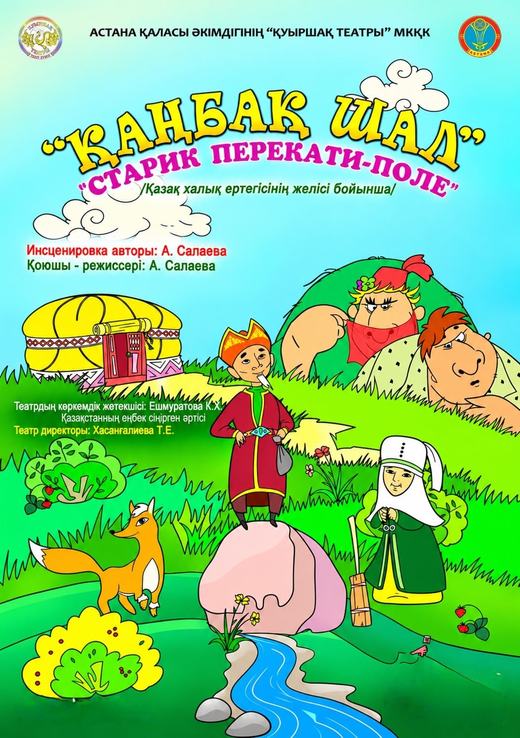 АСТАНА ҚАЛАСЫ ӘКІМДІГІНІҢ "ҚУЫРШАҚ ТЕАТРЫ" МКҚК
"ҚАҢБАҚ ШАЛ"
"СТАРИК ПЕРЕКАТИ-ПОЛЕ"
/Қазақ халық ертегісінің желісі бойынша/
Инсценировка авторы: А. Салаева
Қоюшы - режиссері: А. Салаева
Театрдың көркемдік жетекшісі: Ешмуратова К.Х.
Қазақстанның еңбек сіңірген әртісі
Театр директоры: Хасанғалиева Т.Е.